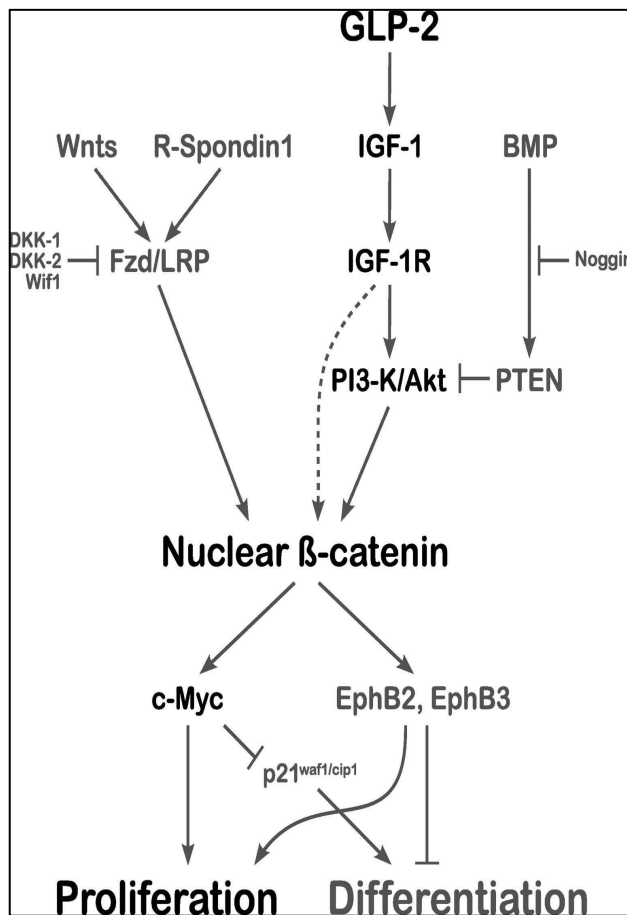 GLP-2
Wnts R-Spondin1 IGF-1 BMP
DKK-1
DKK-2
Wif1
Fzd/LRP IGF-1R Noggin
PI3-K/Akt PTEN
Nuclear ß-catenin
c-Myc EphB2, EphB3
p21waf1/cip1
Proliferation Differentiation